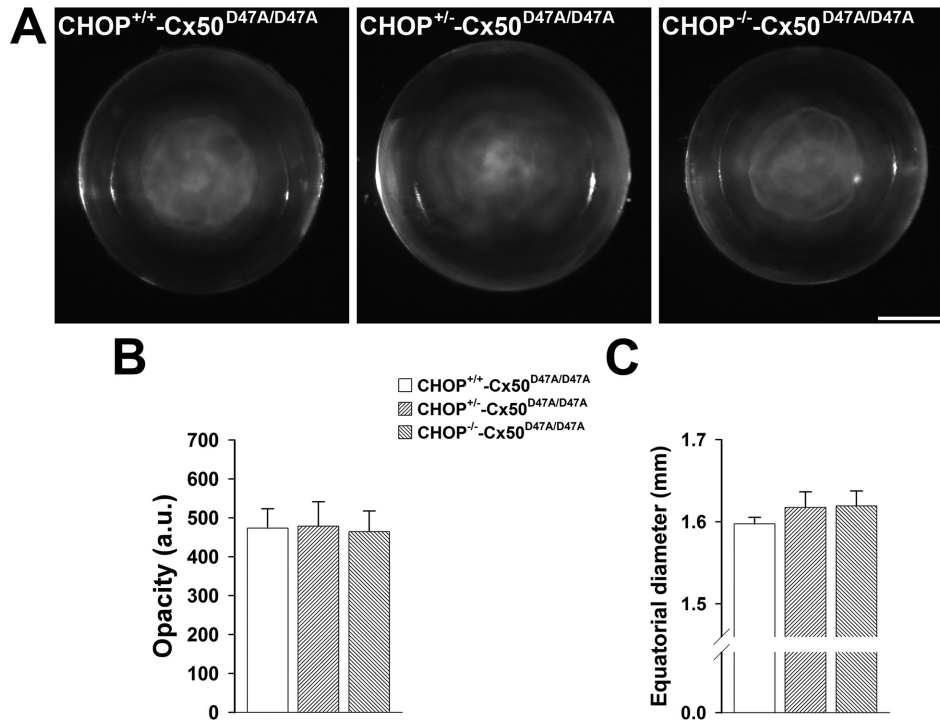 A
CHOP+/+-Cx50D47A/D47A
CHOP+/--Cx50D47A/D47A
CHOP-/--Cx50D47A/D47A
B
Opacity (a.u.)
700
600
500
400
300
200
100
0
CHOP+/+-Cx50D47A/D47A
CHOP+/--Cx50D47A/D47A
CHOP-/--Cx50D47A/D47A
C
Equatorial diameter (mm)
1.7
1.6
1.5
0.0